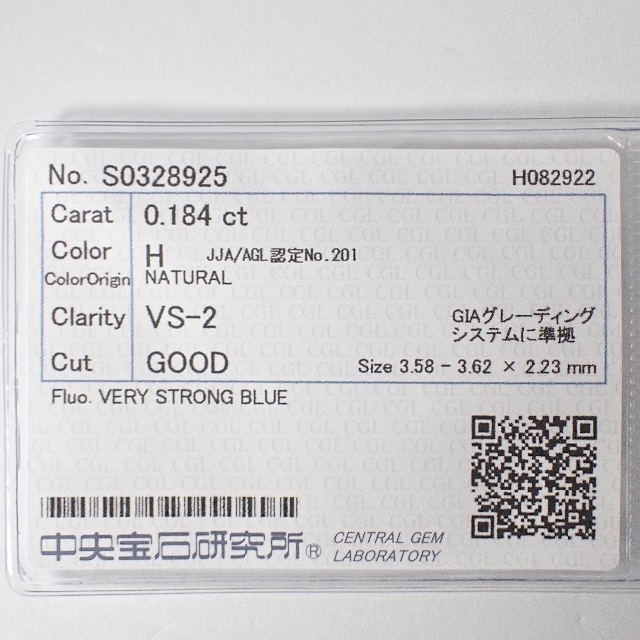 No. S0328925 H082922
Carat 0.184 ct
Color H JJA/AGL認定No.201
ColorOrigin NATURAL
Clarity VS-2 GIAグレーディング
システムに準拠
Cut GOOD Size 3.58 - 3.62 × 2.23 mm
Fluo. VERY STRONG BLUE
中央宝石研究所® CENTRAL GEM
LABORATORY